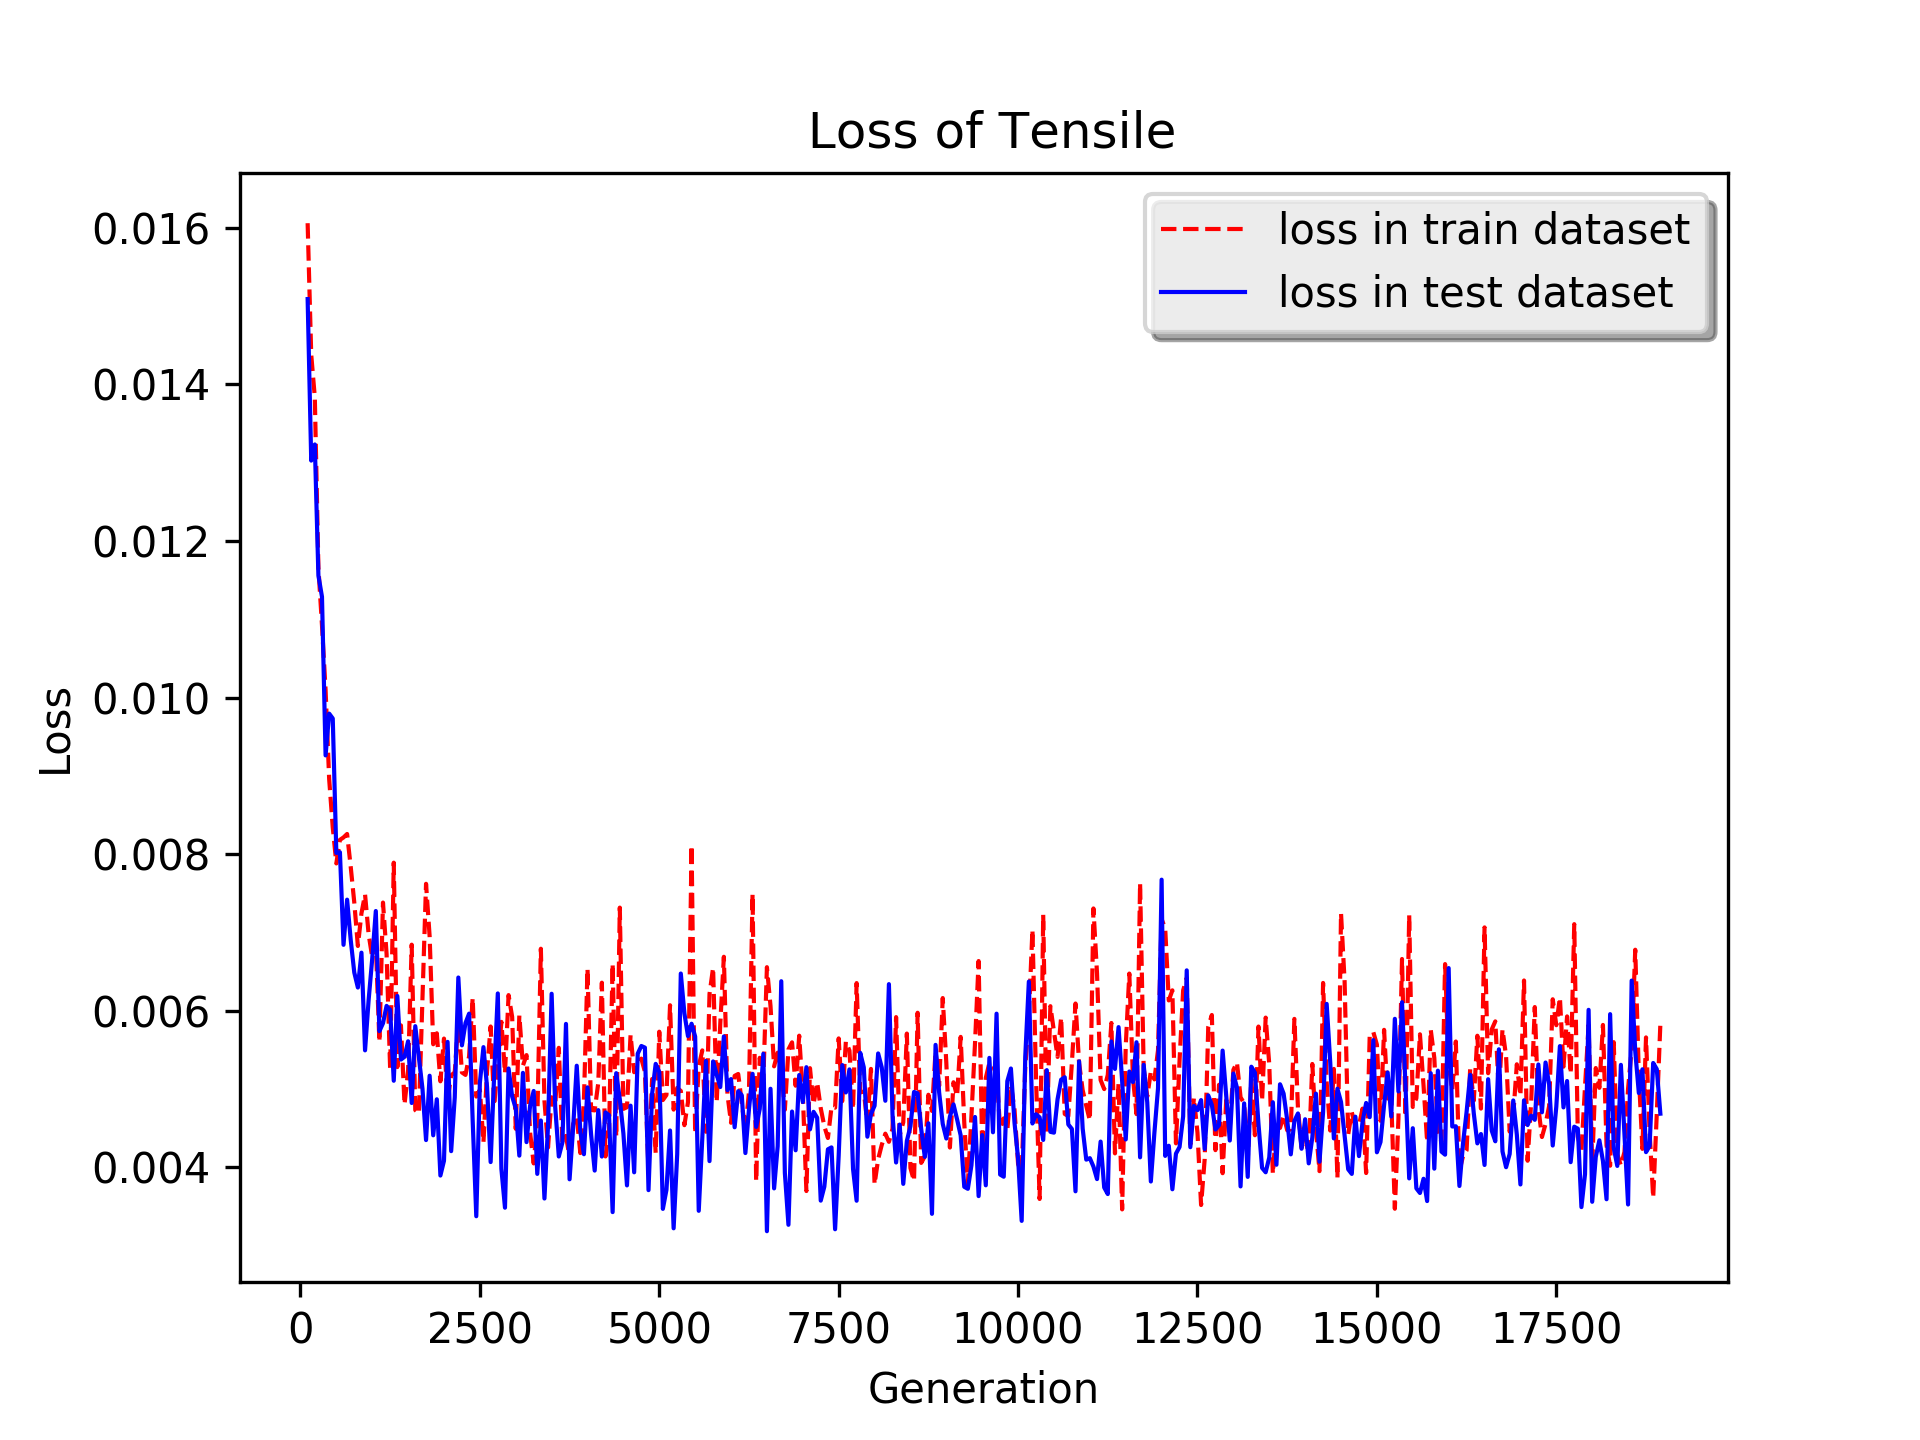 Loss of Tensile
loss in train dataset
loss in test dataset
0.016
0.014
0.012
0.010
0.008
0.006
0.004
Loss
0 2500 5000 7500 10000 12500 15000 17500
Generation